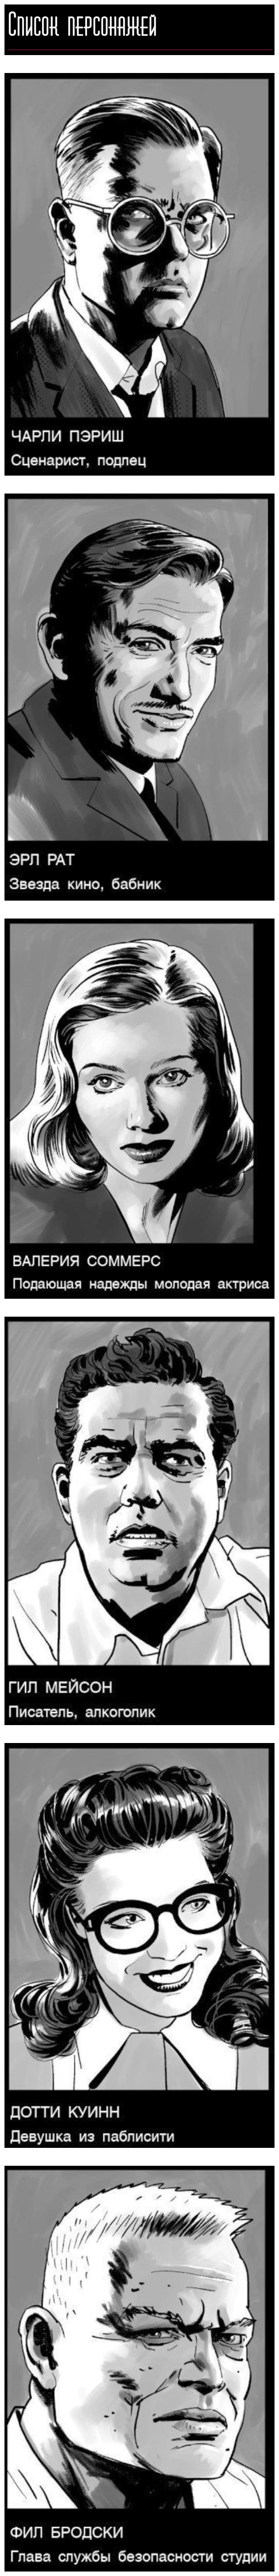 Список персонажей
ЧАРЛИ ПЭРИШ
Сценарист, подлец
ЭРЛ РАТ
Звезда кино, бабник
ВАЛЕРИЯ СОММЕРС
Подающая надежды молодая актриса
ГИЛ МЕЙСОН
Писатель, алкоголик
ДОТТИ КУИНН
Девушка из паблисити
ФИЛ БРОДСКИ
Глава службы безопасности студии